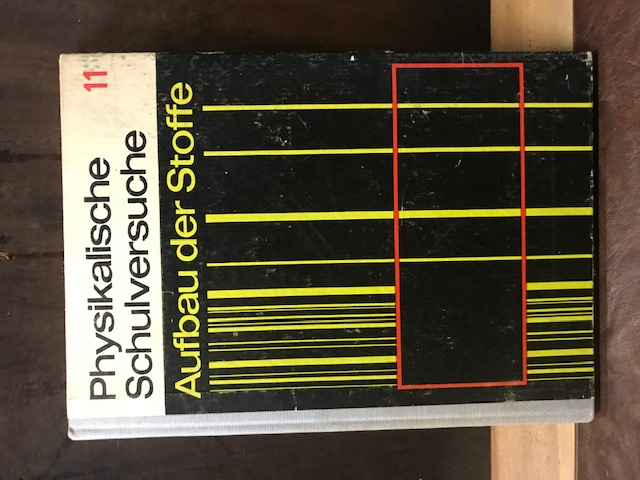 Physikalische 11
Schulversuche
Aufbau der Stoffe